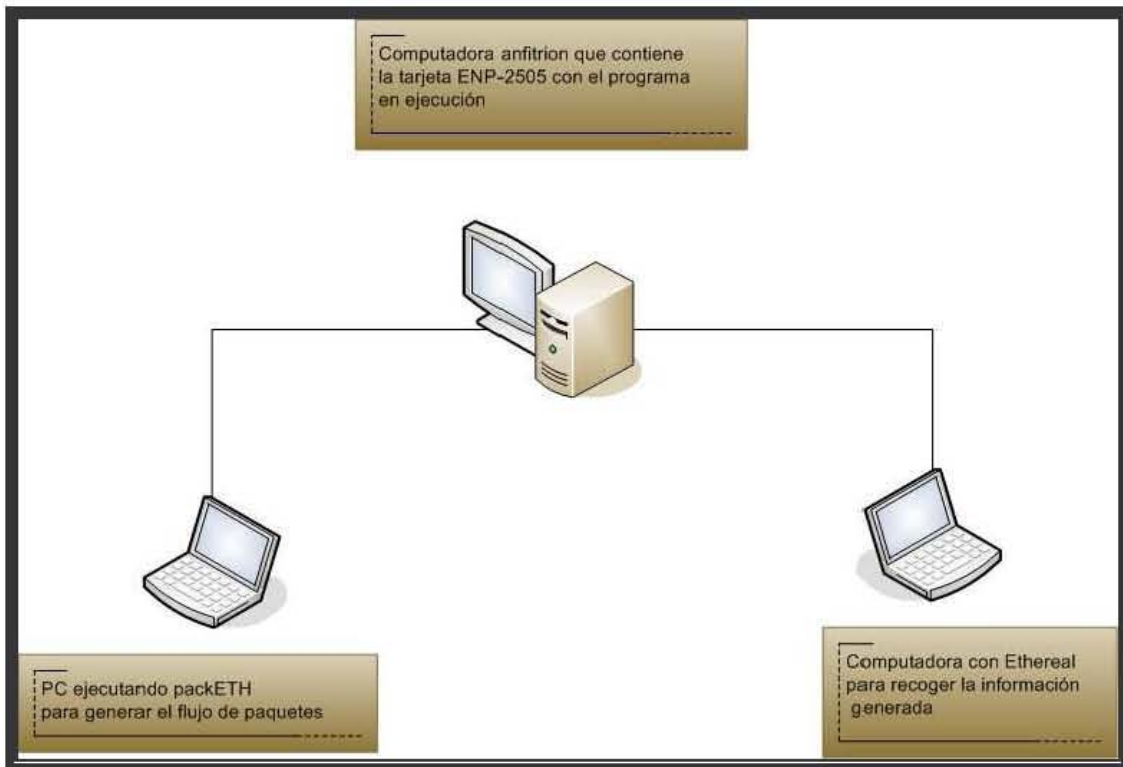 Computadora anfitrion que contiene
la tarjeta ENP-2505 con el programa
en ejecución
PC ejecutando packETH
para generar el flujo de paquetes
Computadora con Ethereal
para recoger la información
generada